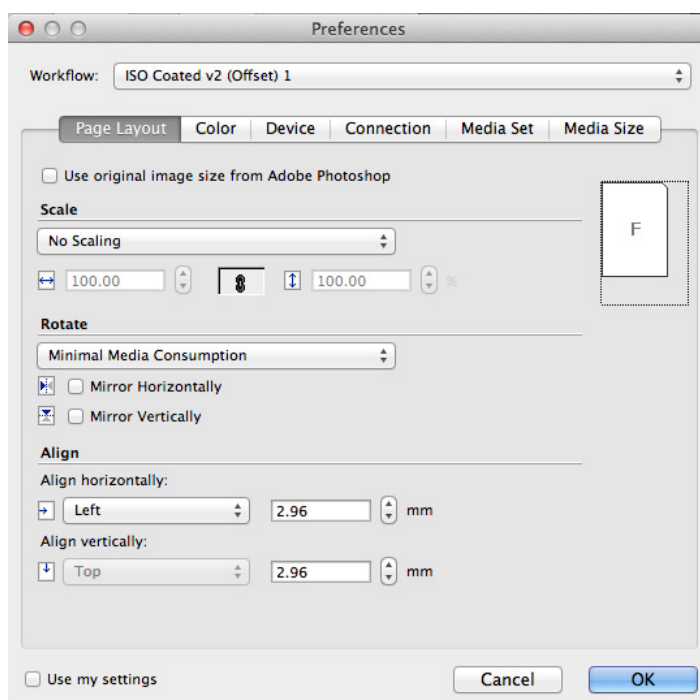 Preferences
Workflow: ISO Coated v2 (Offset) 1
Page Layout Color Device Connection Media Set Media Size
Use original image size from Adobe Photoshop
Scale
F
No Scaling
100.00 100.00 %
Rotate
Minimal Media Consumption
Mirror Horizontally
Mirror Vertically
Align
Align horizontally:
Left 2.96 mm
Align vertically:
Top 2.96 mm
Use my settings Cancel OK